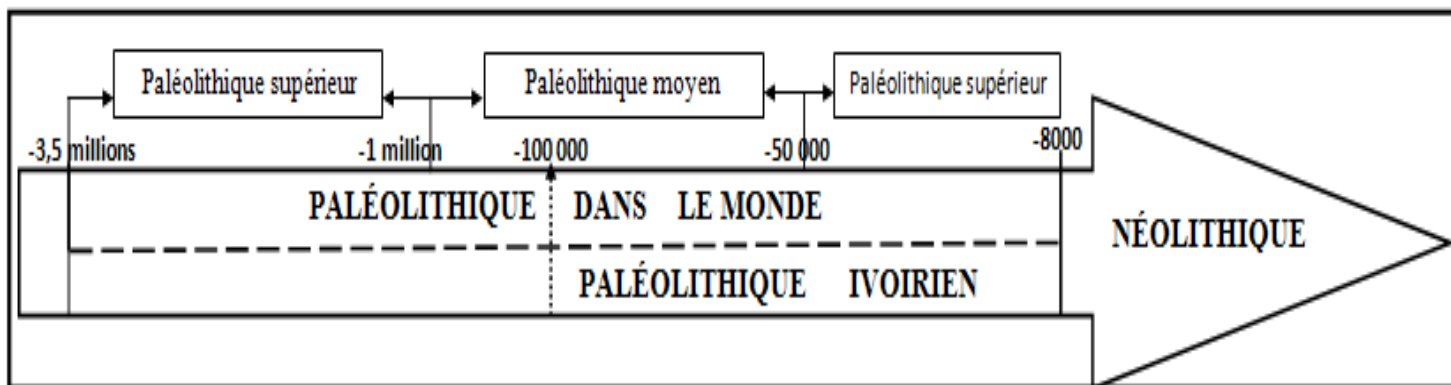 Paléolithique supérieur Paléolithique moyen Paléolithique supérieur
-3,5 millions -1 million -100 000 -50 000 -8000
PALÉOLITHIQUE DANS LE MONDE
NÉOLITHIQUE
PALÉOLITHIQUE IVOIRIEN